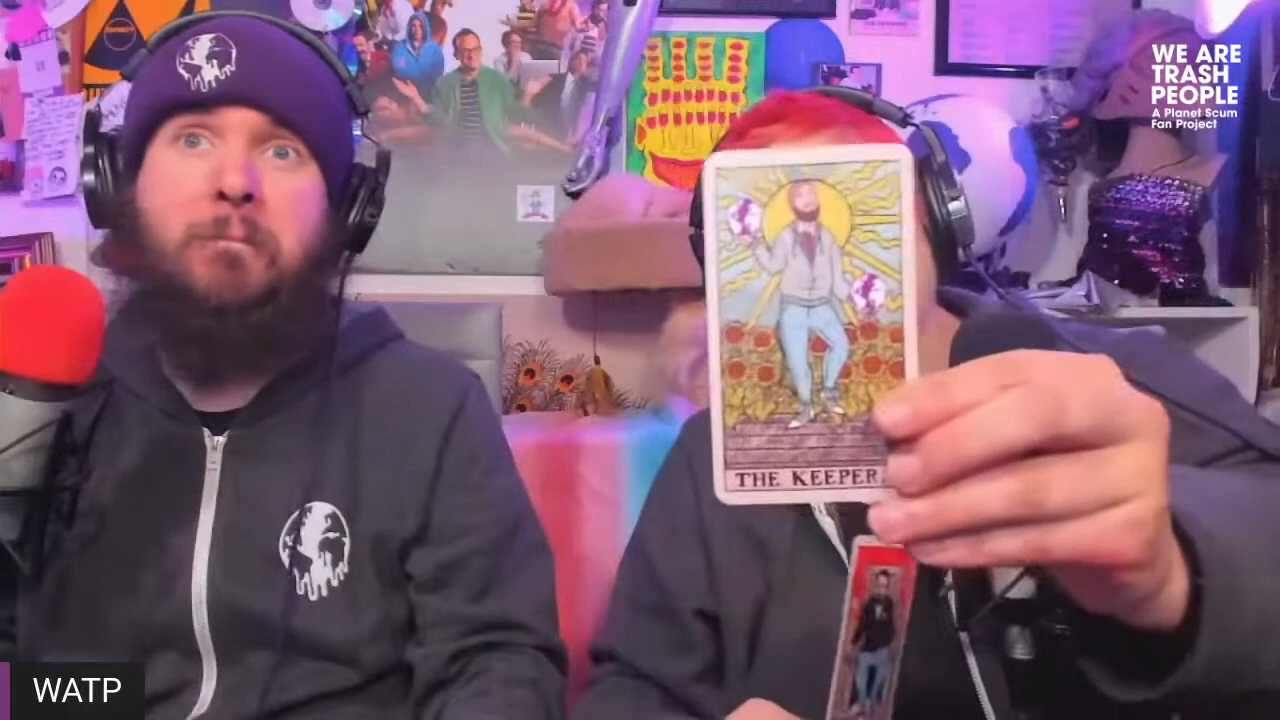 WE ARE
TRASH
PEOPLE
A Planet Scum
Fan Project
THE KEEPER
WATP